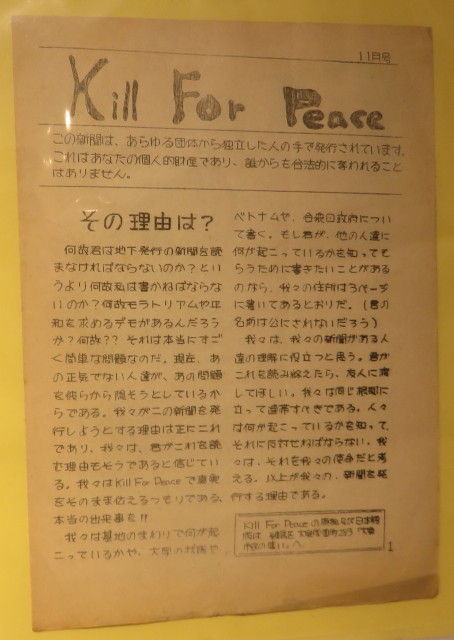 11月号
Kill For Peace
この新聞は、あらゆる団体から独立した人の手で発行されています。
これはあなたの個人的財産であり、誰からも合法的に奪われること
はありません。
その理由は?
何故君は地下発行の新聞を読
まなければならないのか?とい
うより何故私は書かねばならな
いのか?何故モラトリアムや平
和を求めるデモがあるんだろう
か?何故?? それは本当にすご
く簡単な問題なのだ。現在、あ
の正気でない人達が、あの問題
を彼らから隠そうとしているか
らである。我々がこの新聞を発
行しようとする理由は正にこれ
であり、我々は、君がこれを読
む理由もそうであると信じてい
る。我々は Kill For Peace で真実
をそのまま伝えるつもりである、
本当の出来事を!!
我々は基地のまわりで何が起
こっているかや、
ベトナムや、合衆国政府につい
て書く。もし君が、他の人達に
何が起こっているかを知っても
らうために書きたいことがある
のなら、我々の住所は3ページ
に書いてあるとおりだ。(君の
名前は公にされないだろう)
我々は、我々の新聞がある人
達の理解に役立つと思う。君が
これを読み終えたら、友人に渡
してほしい。我々は同じ根拠に
立って連帯すべきである。人々
は何が起こっているかを知って、
それに反対せねばならない。我
々は、それを我々の使命だと考
える。以上が我々の、新聞を発
行する理由である。
Kill For Peace の
1